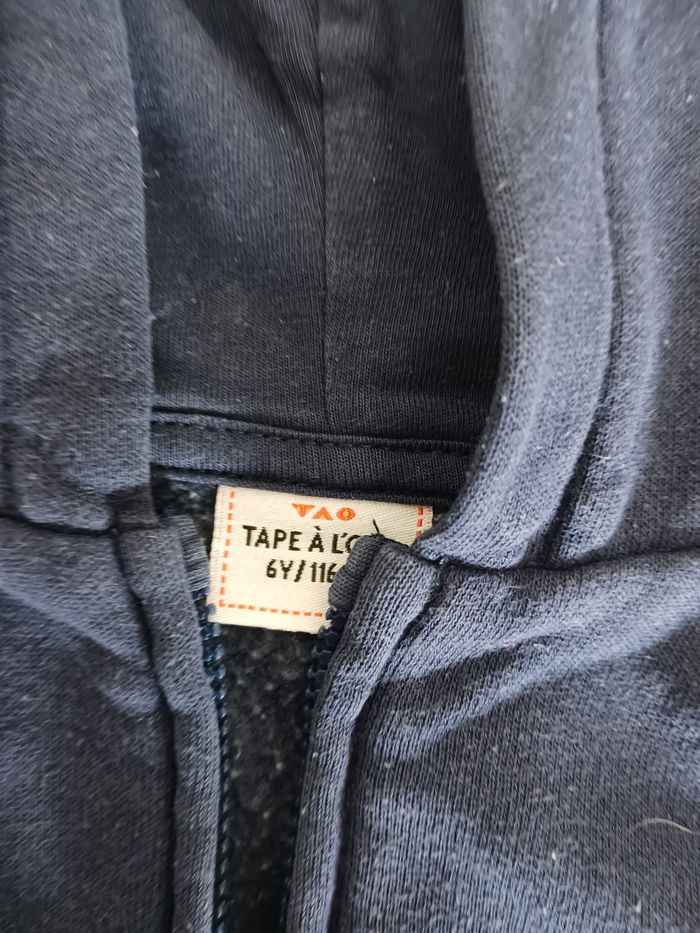 TAO
TAPE À L'O
6Y/116